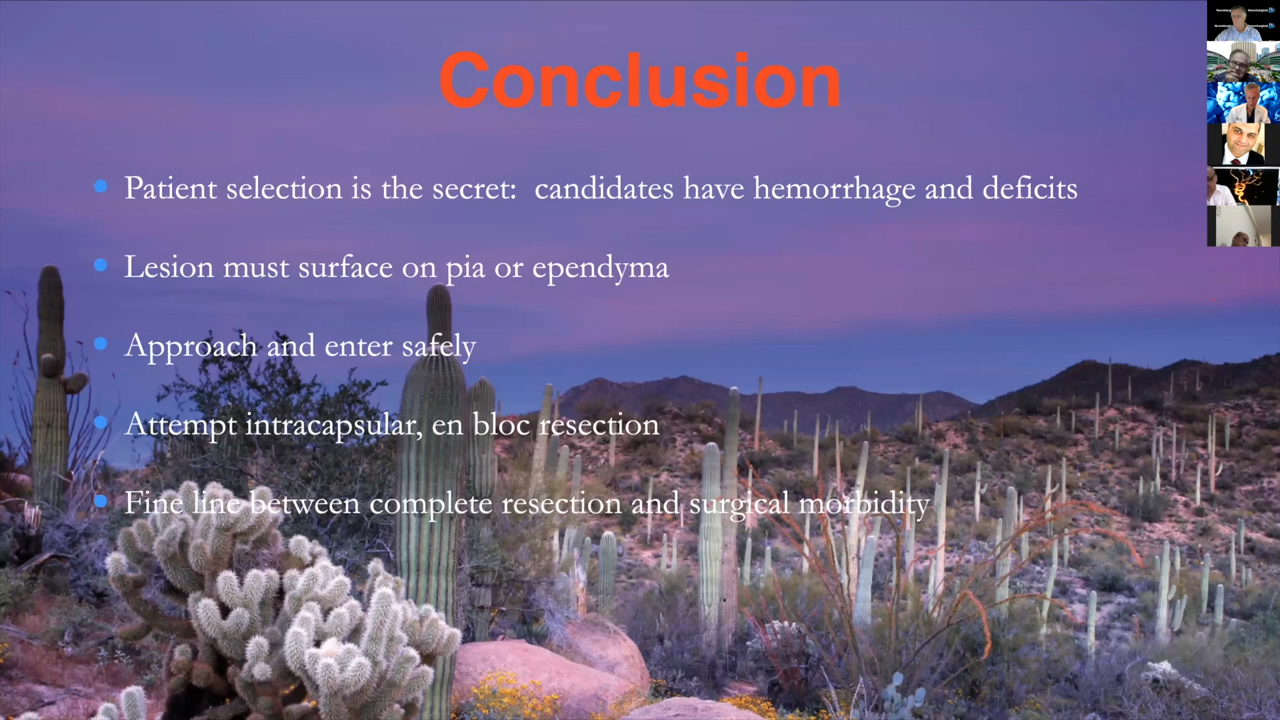 Conclusion
Patient selection is the secret: candidates have hemorrhage and deficits
Lesion must surface on pia or ependyma
Approach and enter safely
Attempt intracapsular, en bloc resection
Fine line between complete resection and surgical morbidity